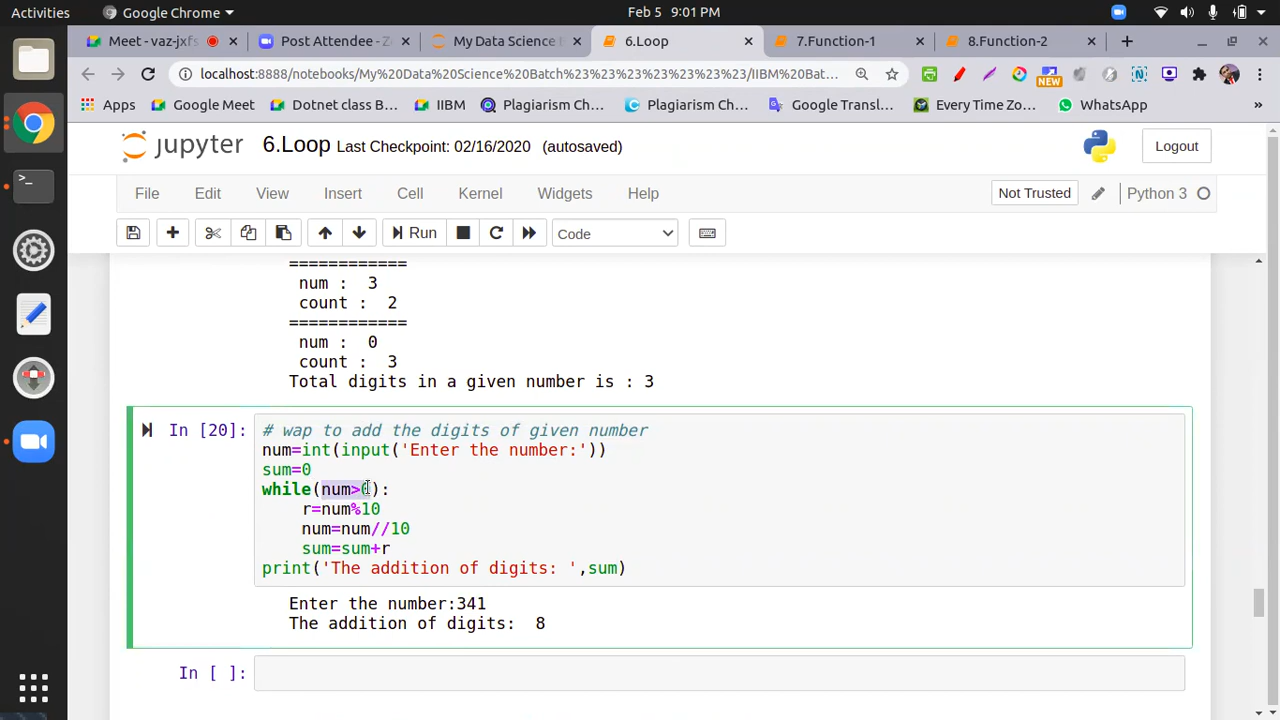 Activities
Google Chrome
Feb 5 9:01 PM
Meet - vaz-jxfs
Post Attendee - Z
My Data Science
6.Loop
7.Function-1
8.Function-2
localhost:8888/notebooks/My%20Data%20Science%20Batch%23%23%23%23%23%23%23/IIBM%20Bat...
NEW
Apps
Google Meet
Dotnet class B...
IIBM
Plagiarism Ch...
Plagiarism Chan...
Google Transl...
Every Time Zo...
WhatsApp
»
jupyter
6.Loop
Last Checkpoint: 02/16/2020
(autosaved)
Logout
File
Edit
View
Insert
Cell
Kernel
Widgets
Help
Not Trusted
Python 3
Run
Code
============
num : 3
count : 2
============
num : 0
count : 3
Total digits in a given number is : 3
In [20]:
# wap to add the digits of given number
num=int(input('Enter the number:'))
sum=0
while(num>0):
r=num%10
num=num//10
sum=sum+r
print('The addition of digits: ',sum)
Enter the number:341
The addition of digits: 8
In [ ]: